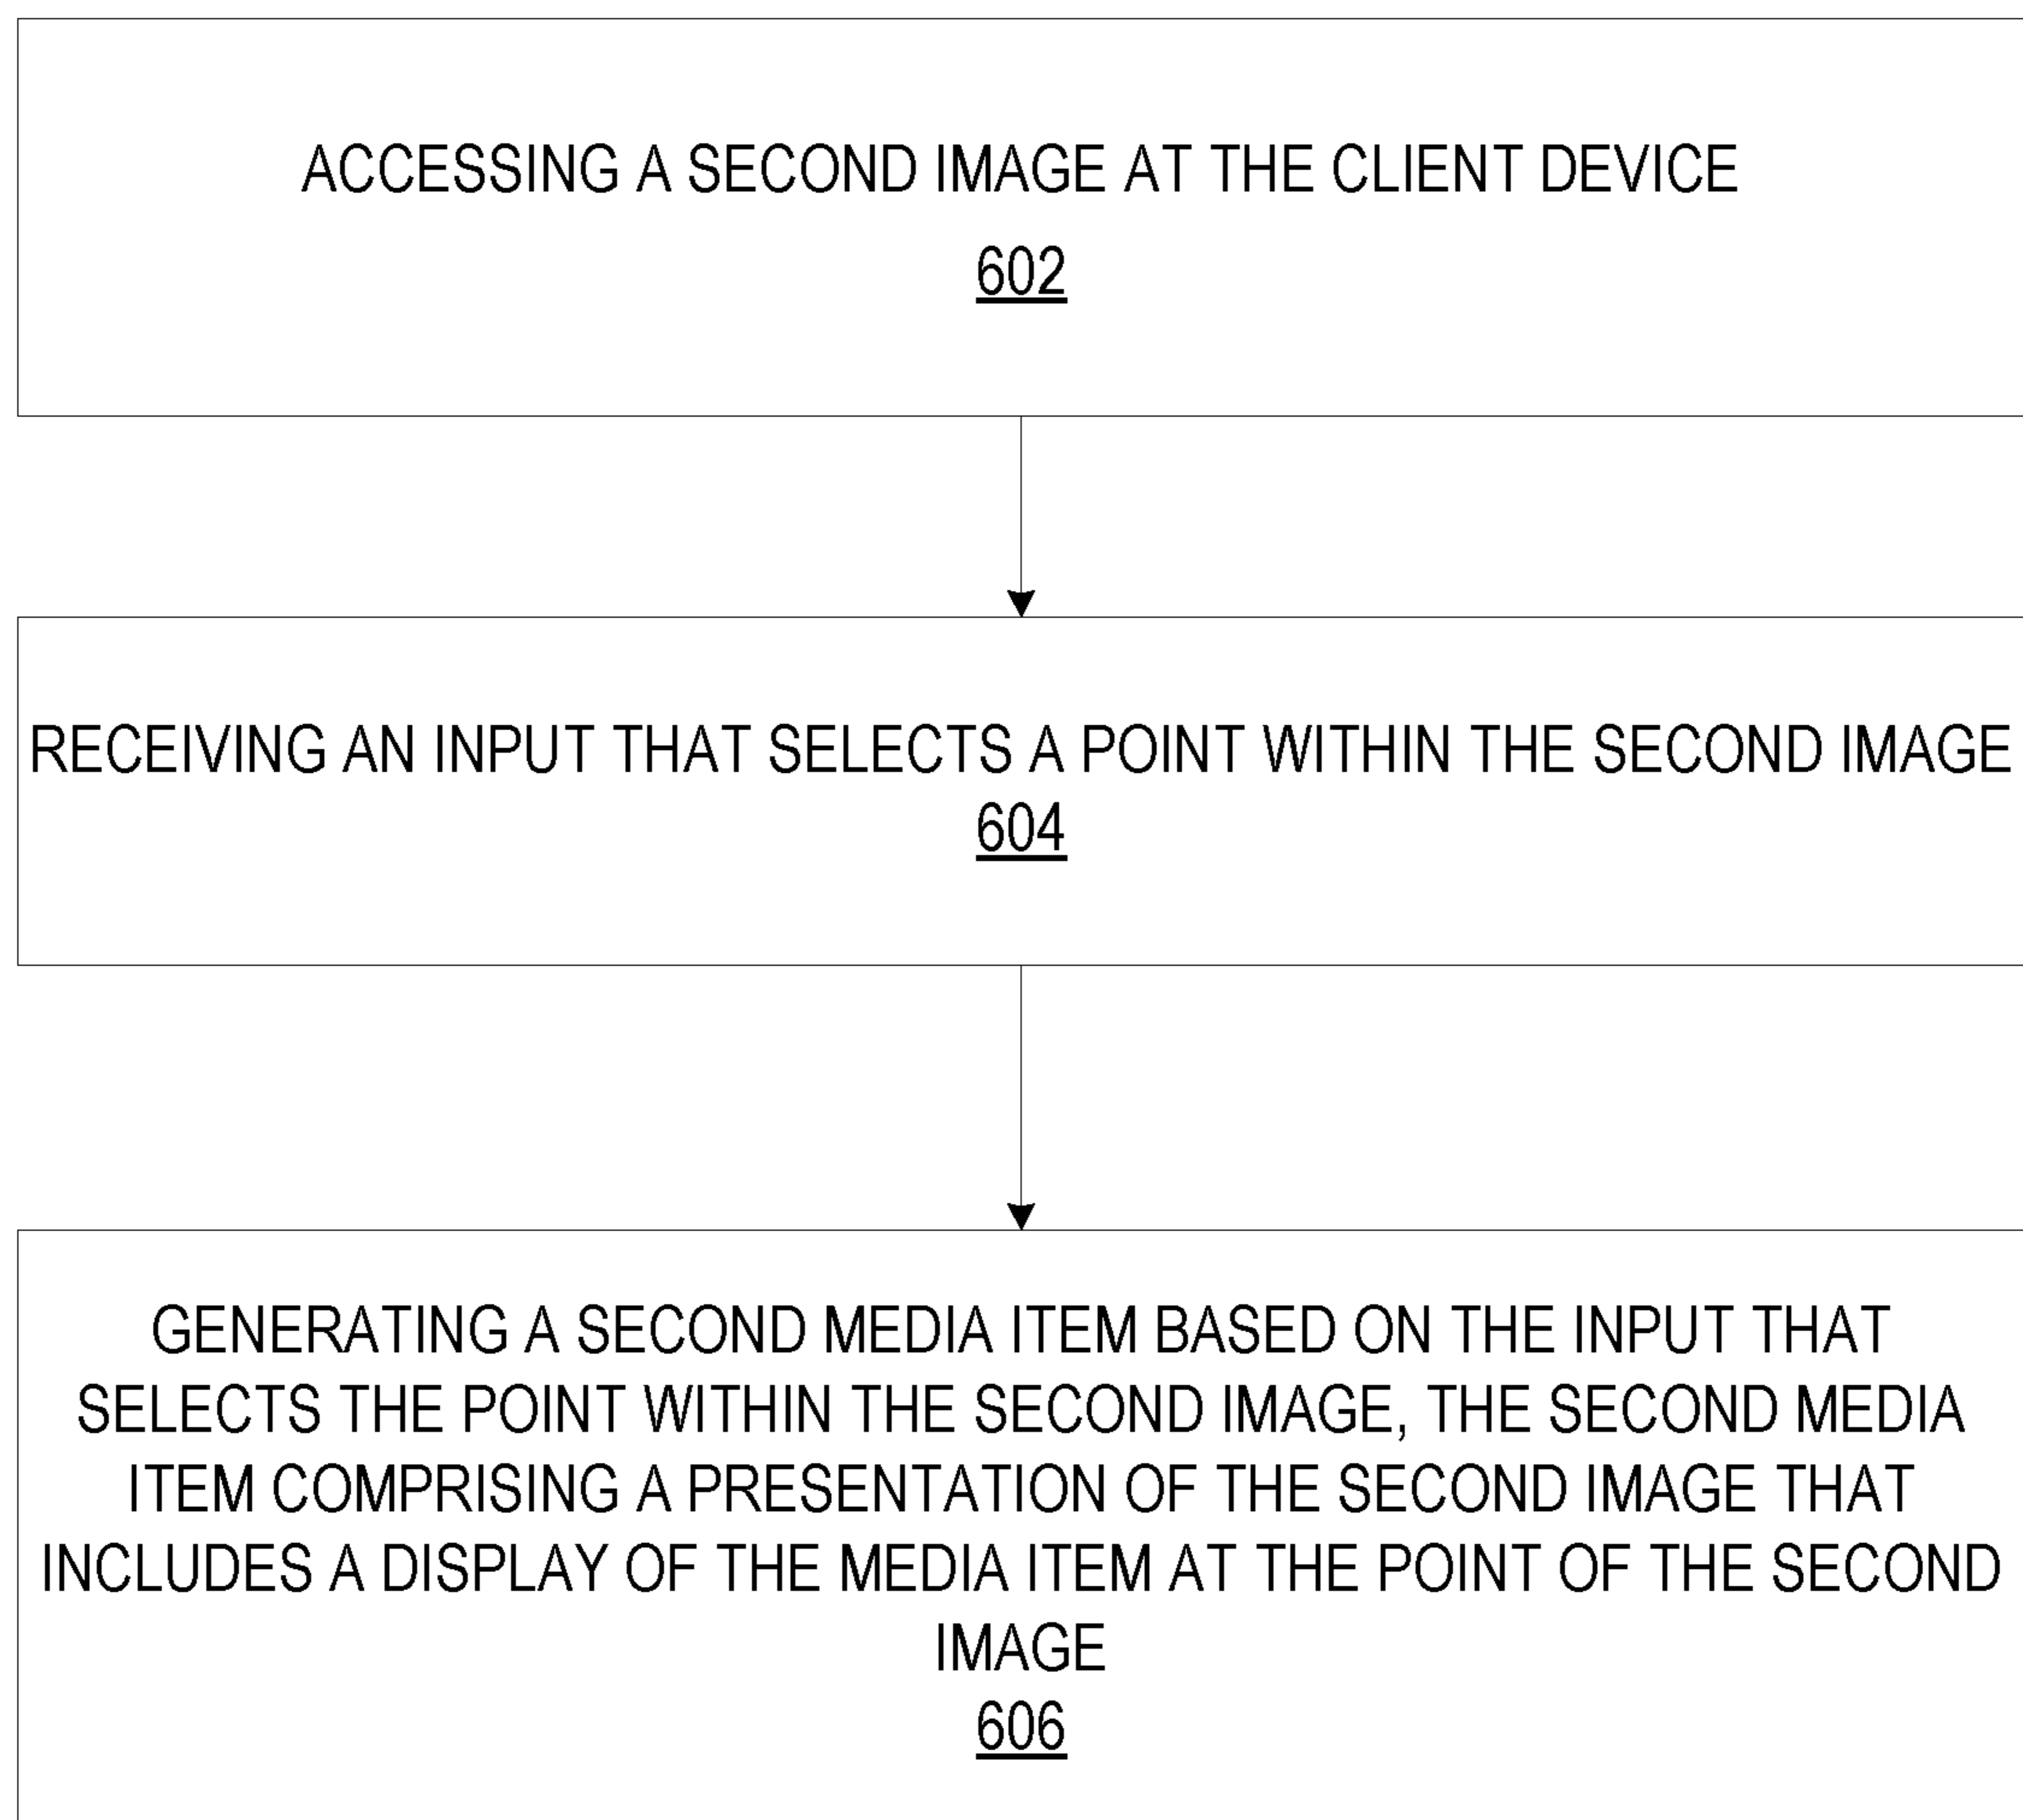 ACCESSING A SECOND IMAGE AT THE CLIENT DEVICE
602
RECEIVING AN INPUT THAT SELECTS A POINT WITHIN THE SECOND IMAGE
604
GENERATING A SECOND MEDIA ITEM BASED ON THE INPUT THAT
SELECTS THE POINT WITHIN THE SECOND IMAGE, THE SECOND MEDIA
ITEM COMPRISING A PRESENTATION OF THE SECOND IMAGE THAT
INCLUDES A DISPLAY OF THE MEDIA ITEM AT THE POINT OF THE SECOND
IMAGE
606